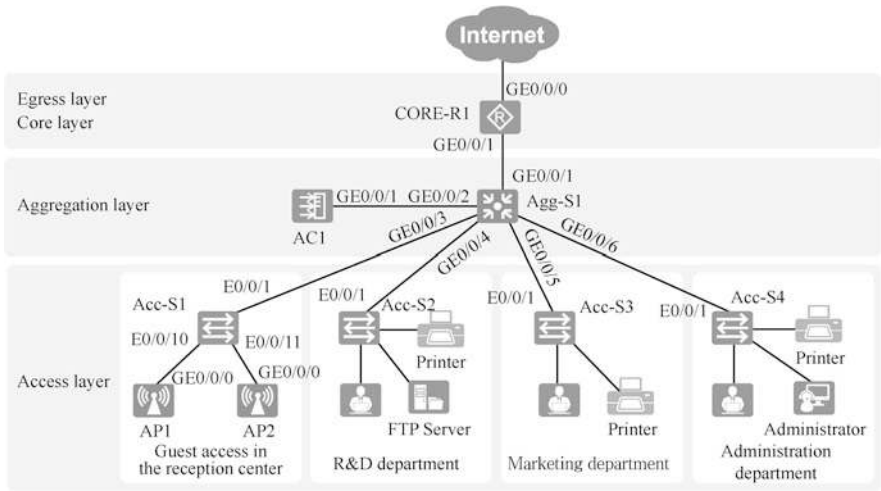 Internet
Egress layer
Core layer
GE0/0/0
CORE-R1
R
GE0/0/1
Aggregation layer
GE0/0/1
GE0/0/1
GE0/0/2
Agg-S1
AC1
GE0/0/3
GE0/0/4
GE0/0/5
GE0/0/6
Access layer
E0/0/1
Acc-S1
E0/0/10
E0/0/11
GE0/0/0
GE0/0/0
AP1
AP2
Guest access in
the reception center
E0/0/1
Acc-S2
Printer
FTP Server
R&D department
E0/0/1
Acc-S3
Printer
Marketing department
E0/0/1
Acc-S4
Printer
Administrator
Administration
department